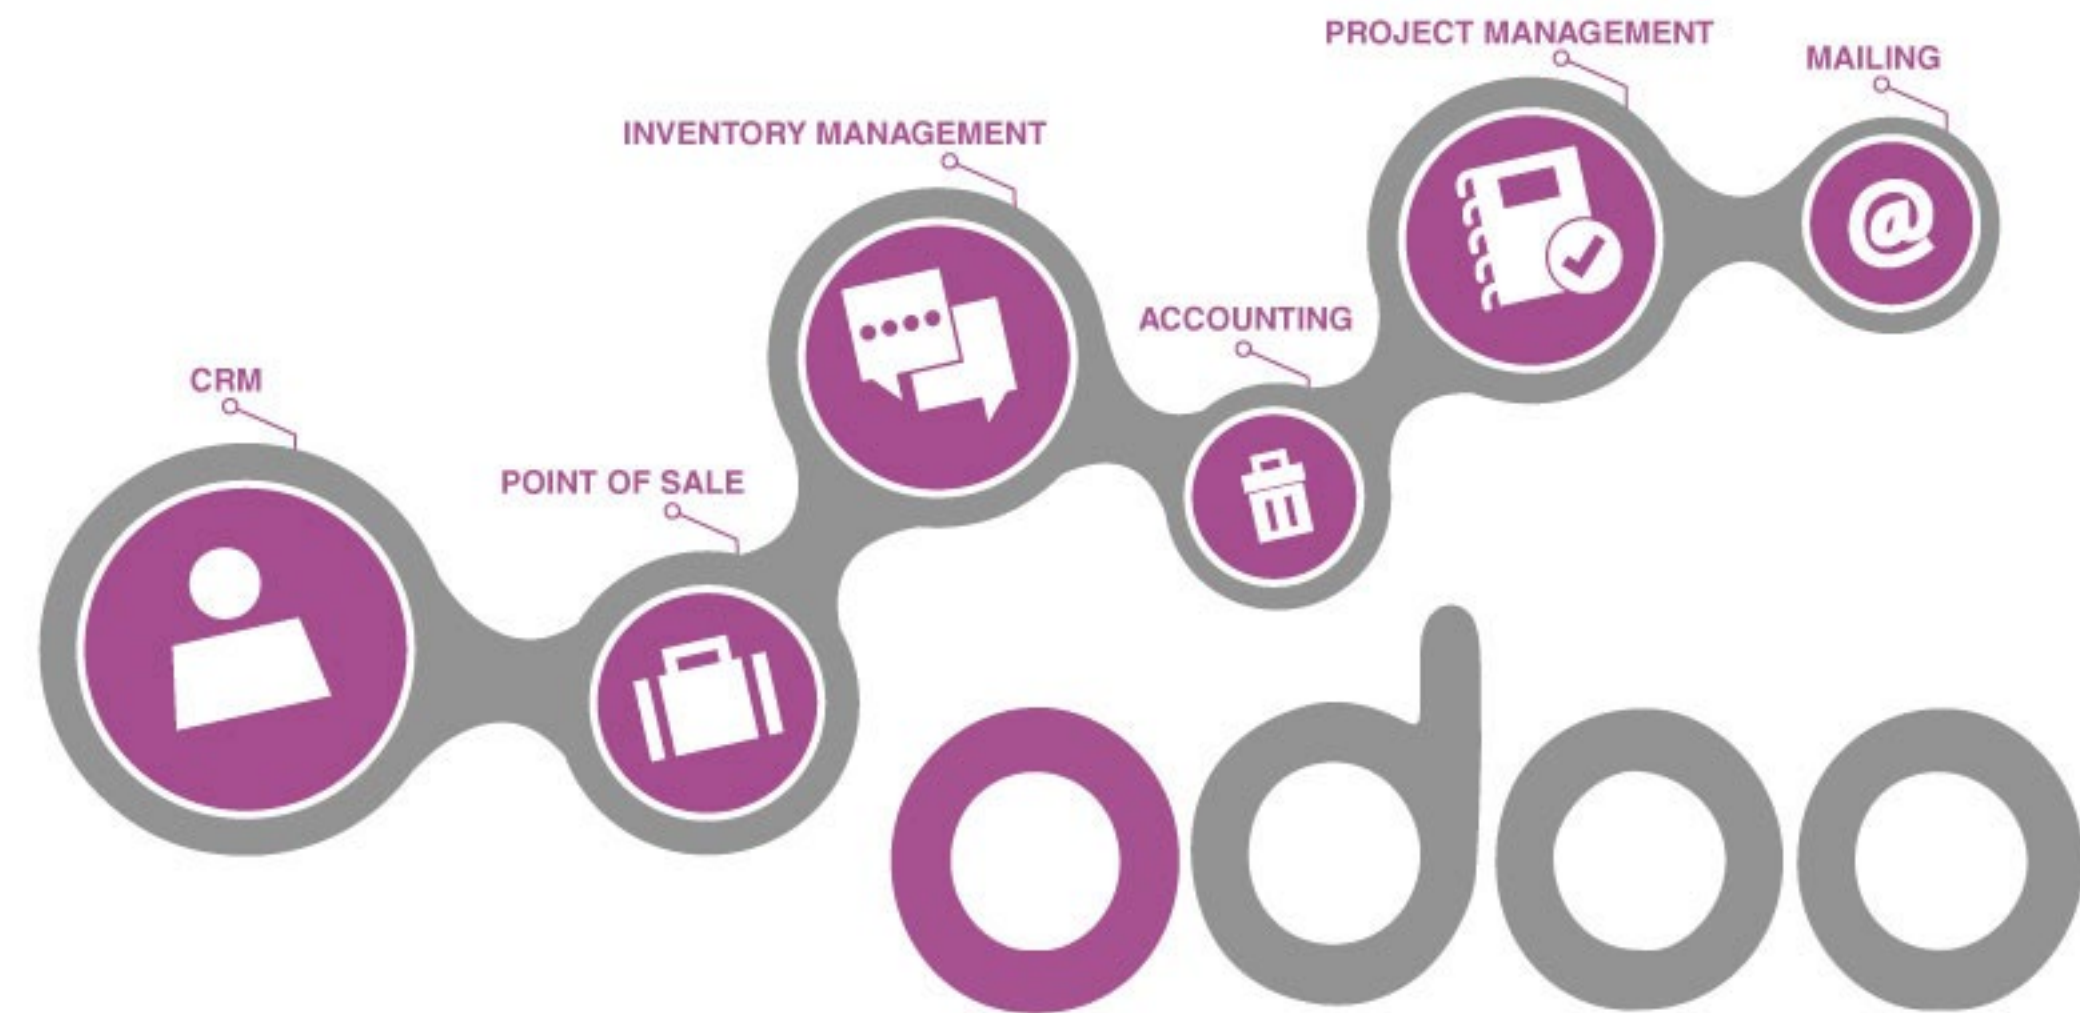 PROJECT MANAGEMENT
MAILING
INVENTORY MANAGEMENT
ACCOUNTING
CRM
POINT OF SALE
@
odoo